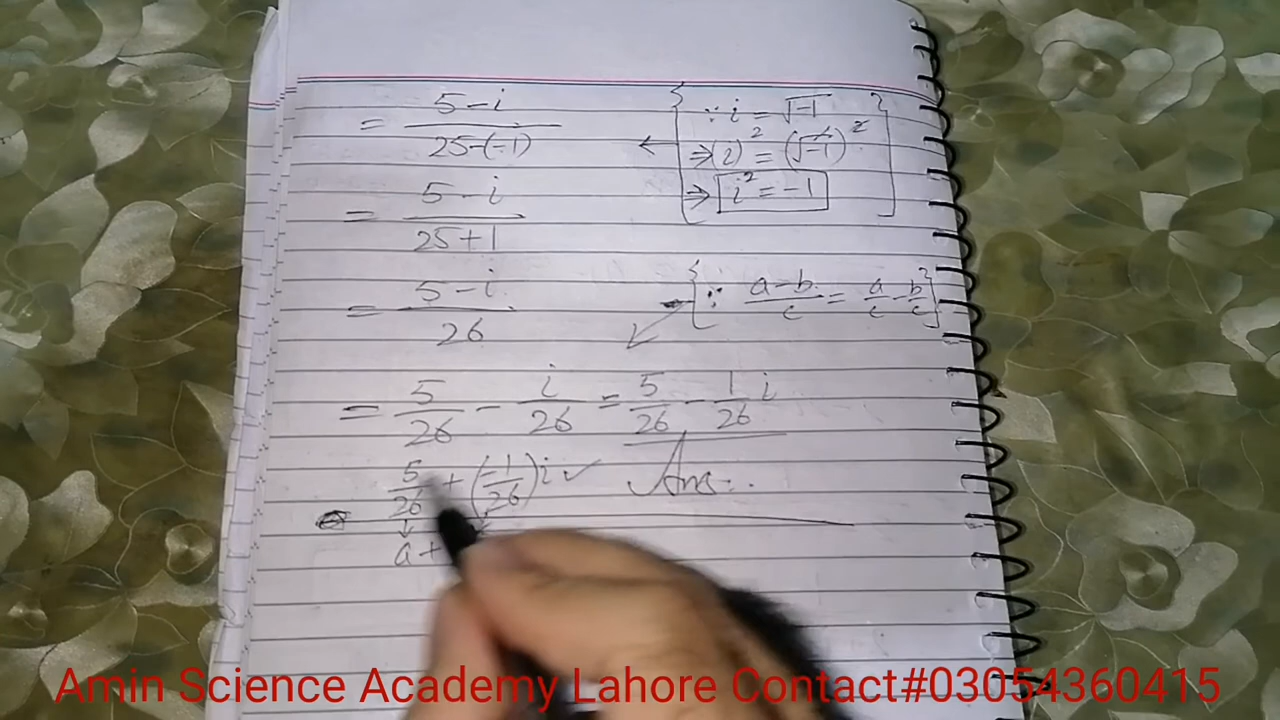 = 5-i / 25-(-1)
{ ∵ i = √-1
⇒ (i)² = (√-1)²
⇒ i² = -1 }
= 5-i / 25+1
= 5-i / 26
{ ∵ a-b / c = a/c - b/c }
= 5/26 - i/26 = 5/26 - 1/26 i
5/26 + (-1/26)i ✓ Ans..
a +
Amin Science Academy Lahore Contact#03054360415